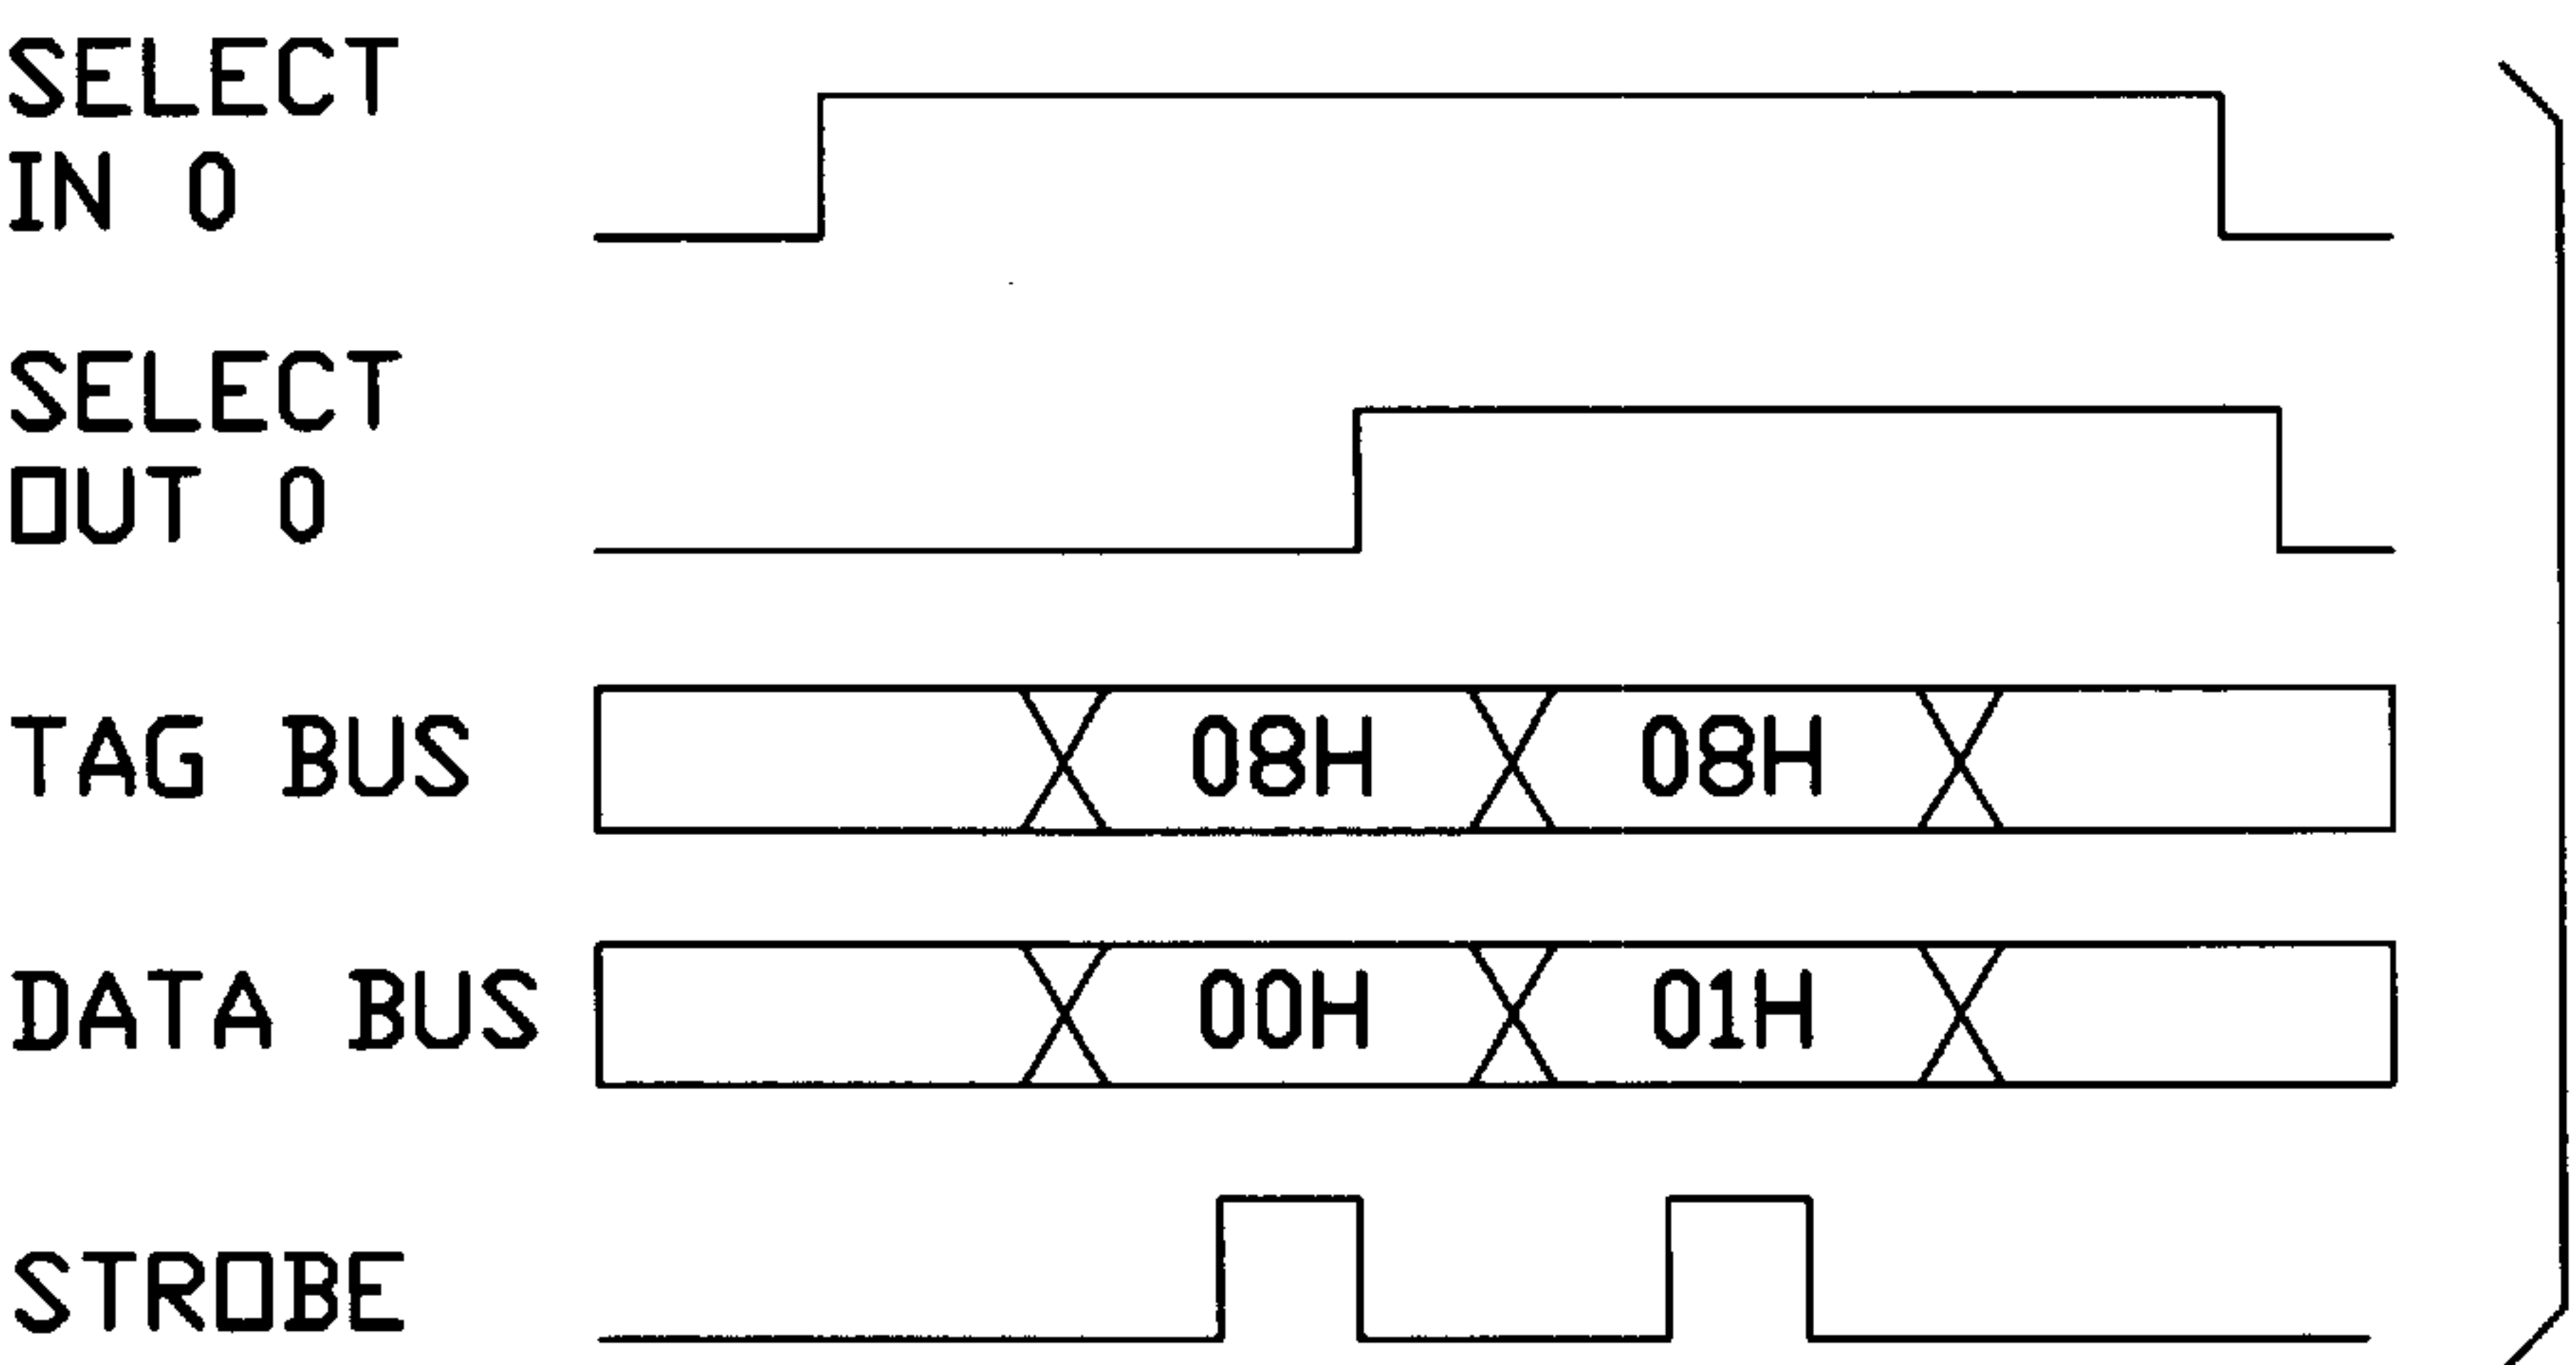 SELECT
IN 0
SELECT
OUT 0
TAG BUS 08H 08H
DATA BUS 00H 01H
STROBE